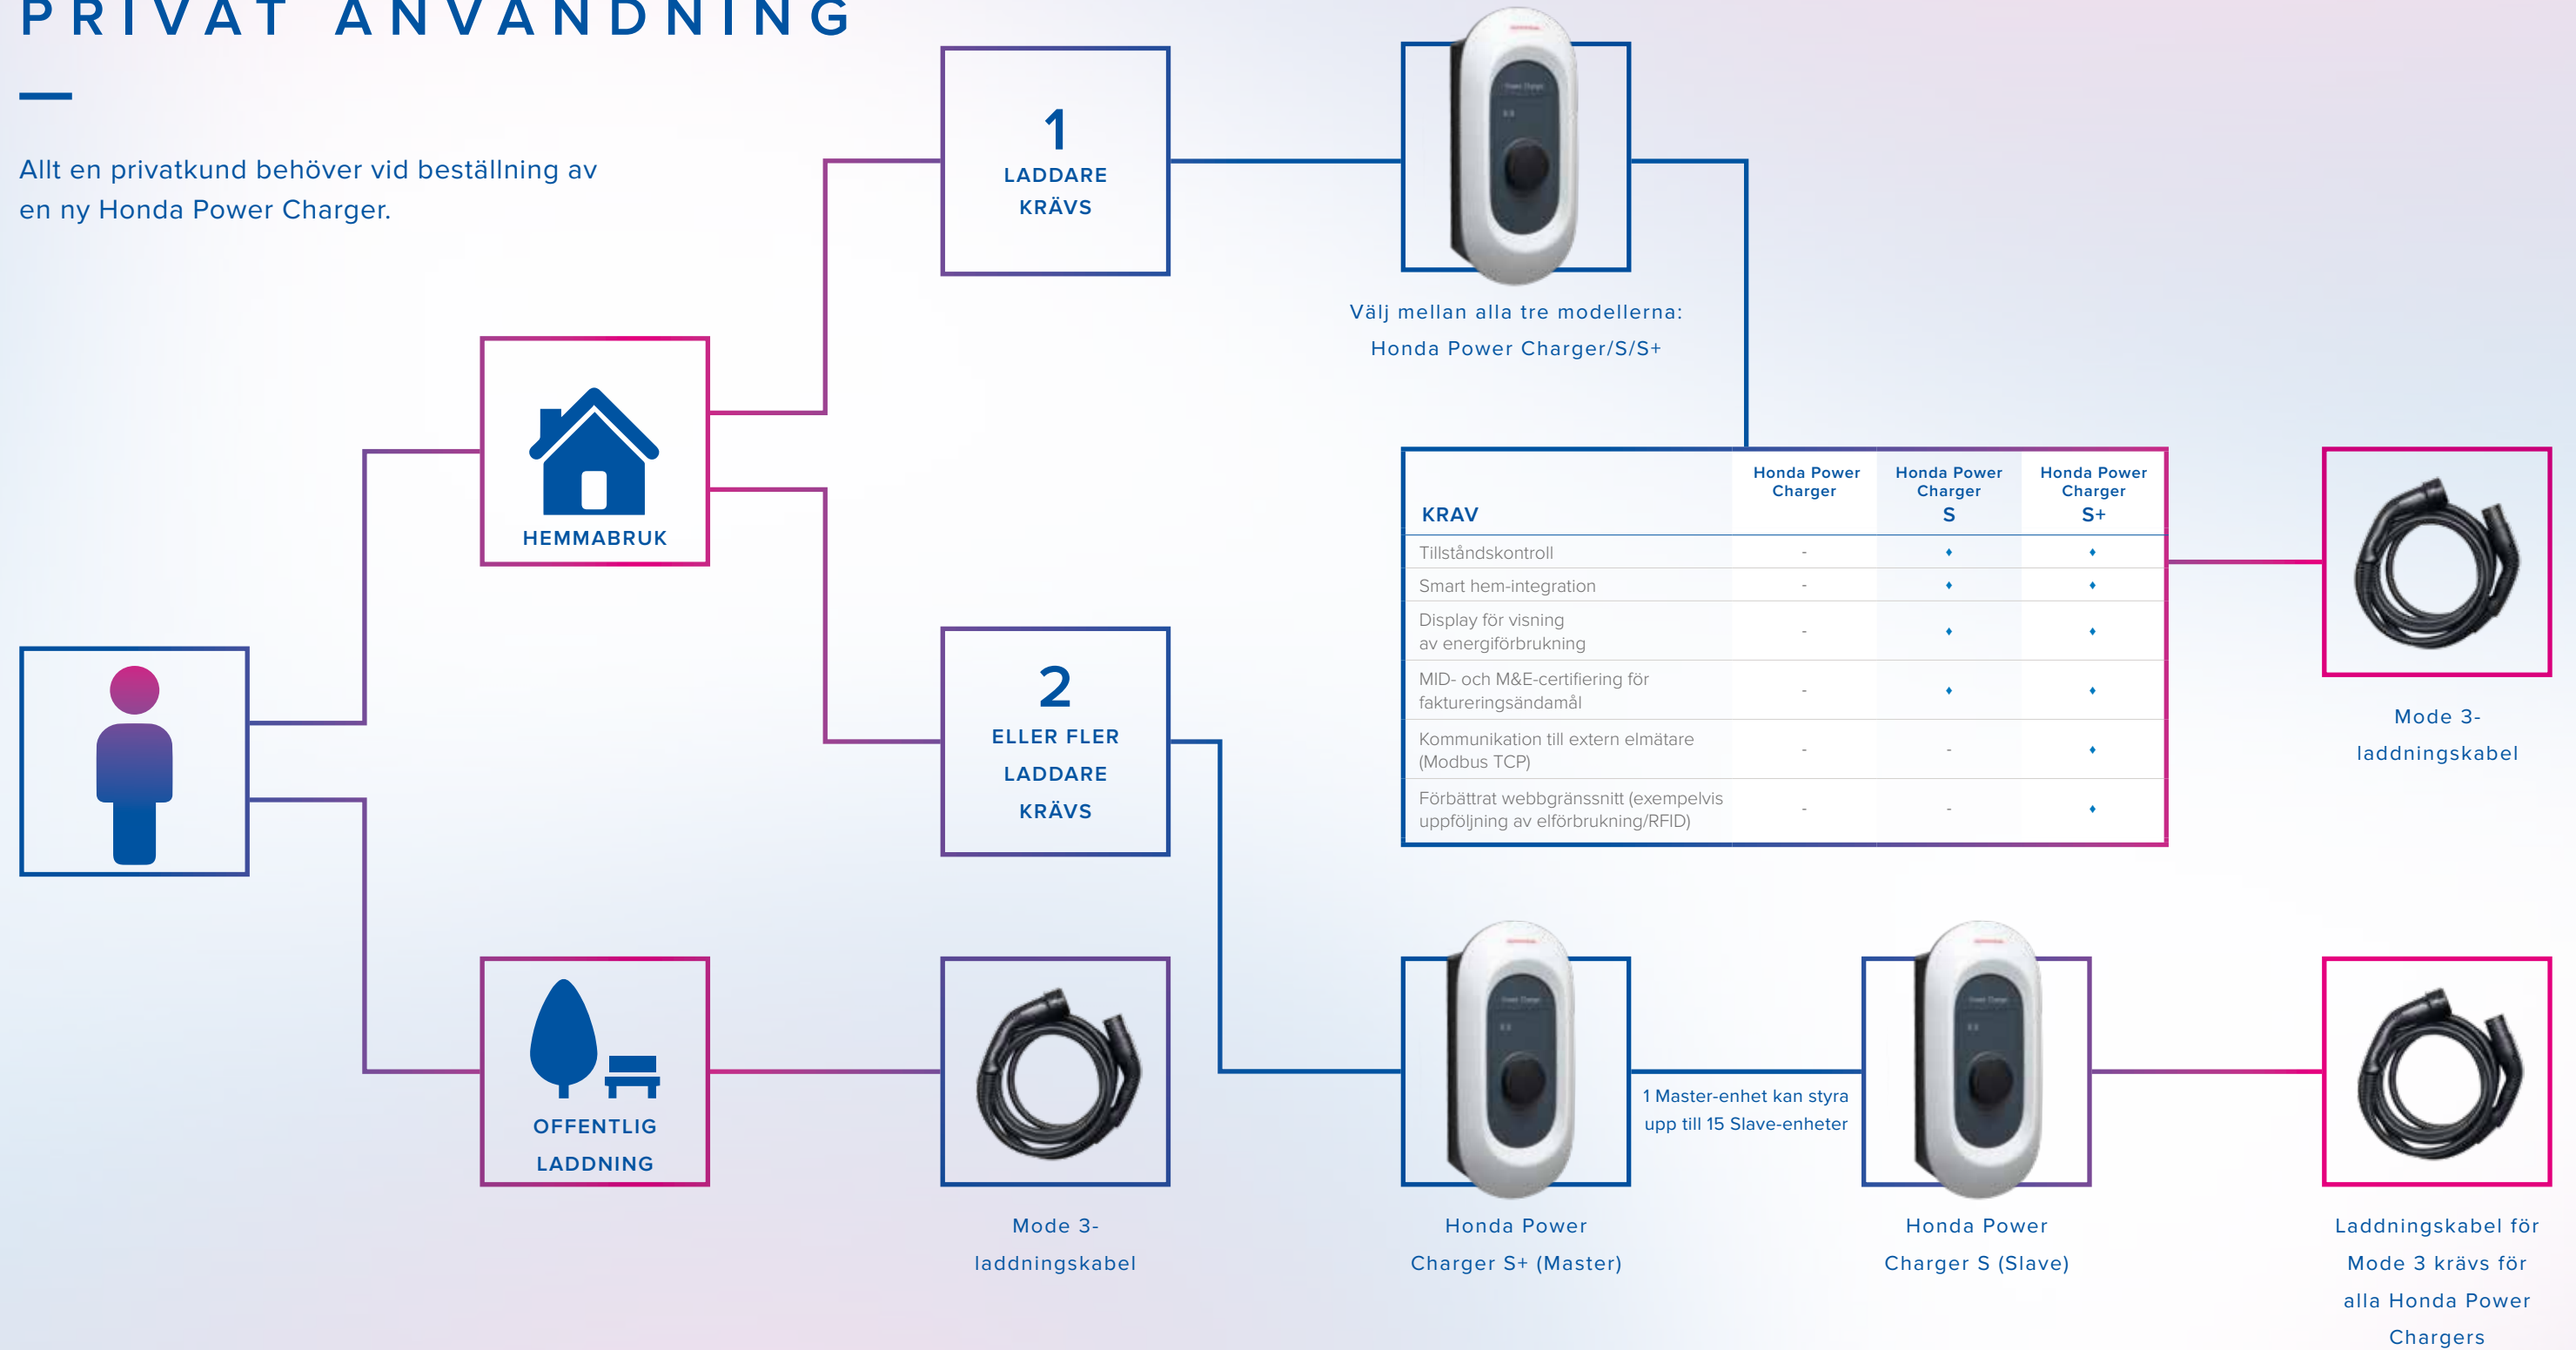 PRIVAT ANVÄNDNING
Allt en privatkund behöver vid beställning av
en ny Honda Power Charger.
1
LADDARE
KRÄVS
Välj mellan alla tre modellerna:
Honda Power Charger/S/S+
HEMMABRUK
2
ELLER FLER
LADDARE
KRÄVS
KRAV
Honda Power
Charger
Honda Power
Charger
S
Honda Power
Charger
S+
Tillståndskontroll - ♦ ♦
Smart hem-integration - ♦ ♦
Display för visning
av energiförbrukning - ♦ ♦
MID- och M&E-certifiering för
faktureringsändamål - ♦ ♦
Kommunikation till extern elmätare
(Modbus TCP) - - ♦
Förbättrat webbgränssnitt (exempelvis
uppföljning av elförbrukning/RFID) - - ♦
Mode 3-
laddningskabel
OFFENTLIG
LADDNING
Mode 3-
laddningskabel
Honda Power
Charger S+ (Master)
1 Master-enhet kan styra
upp till 15 Slave-enheter
Honda Power
Charger S (Slave)
Laddningskabel för
Mode 3 krävs för
alla Honda Power
Chargers